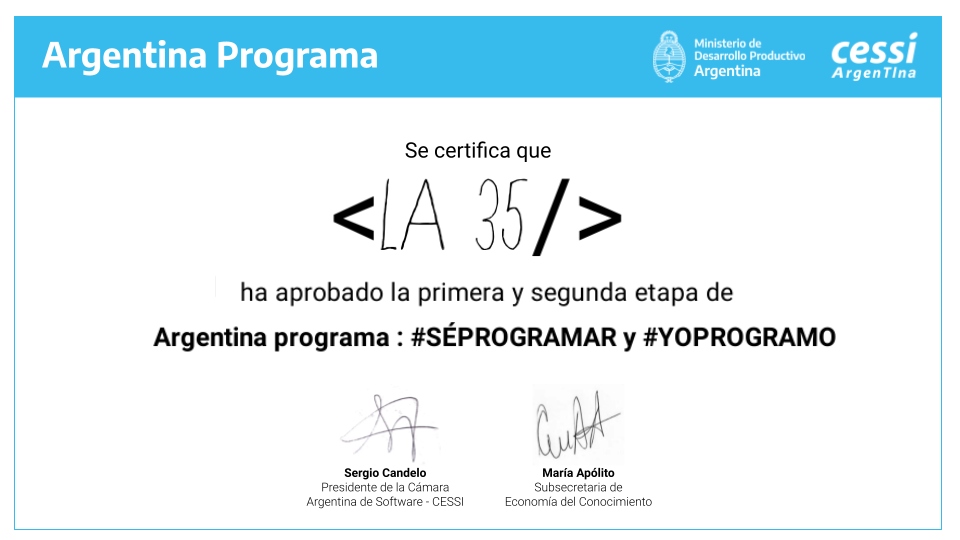 Argentina Programa
Ministerio de
Desarrollo Productivo
Argentina
cessi
ArgenTIna
Se certifica que
<LA 35/>
ha aprobado la primera y segunda etapa de
Argentina programa : #SÉPROGRAMAR y #YOPROGRAMO
Sergio Candelo
Presidente de la Cámara
Argentina de Software - CESSI
María Apólito
Subsecretaria de
Economía del Conocimiento